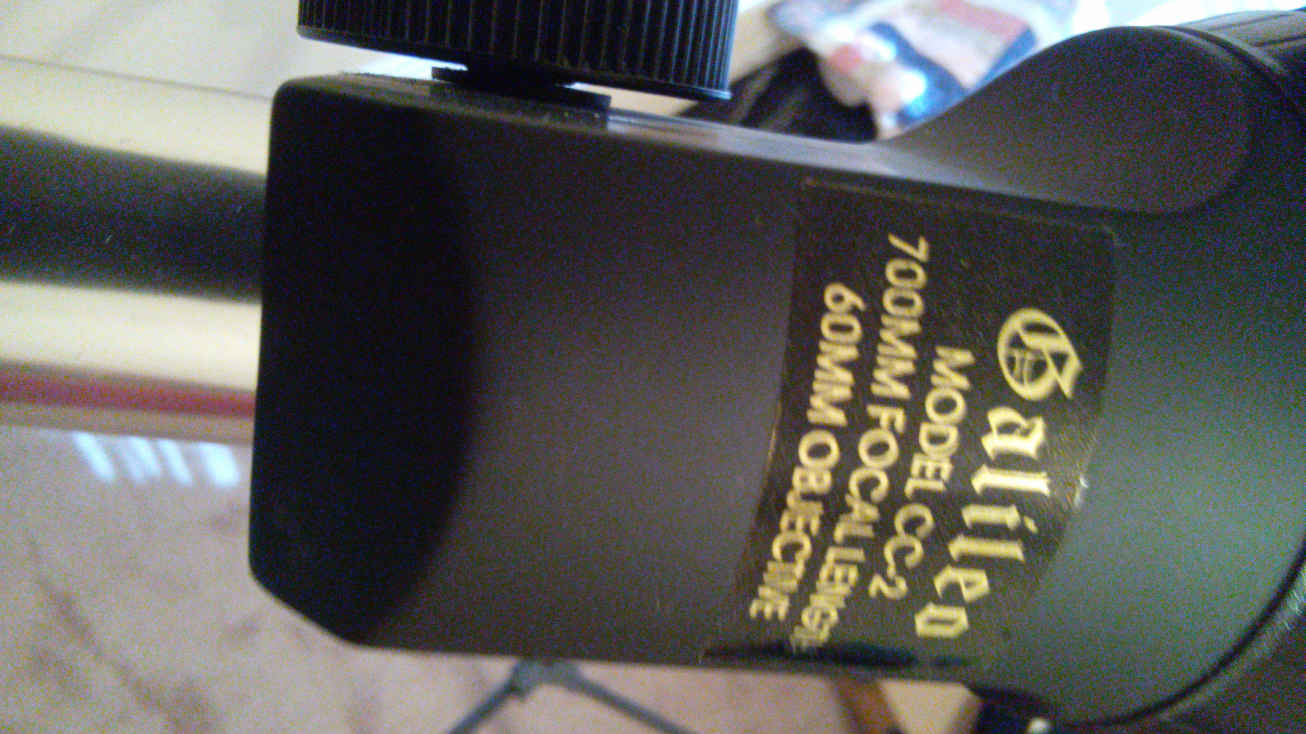 Galileo
MODEL CC-2
700MM FOCAL LENGTH
60MM OBJECTIVE